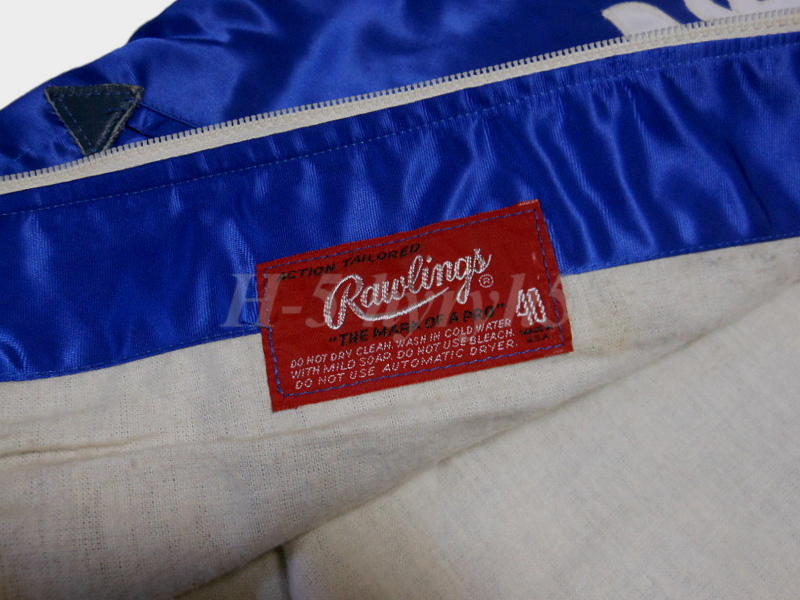 ACTION TAILORED
Rawlings®
40
"THE MARK OF A PRO"
DO NOT DRY CLEAN. WASH IN COLD WATER
WITH MILD SOAP. DO NOT USE BLEACH.
DO NOT USE AUTOMATIC DRYER.
U.S.A.